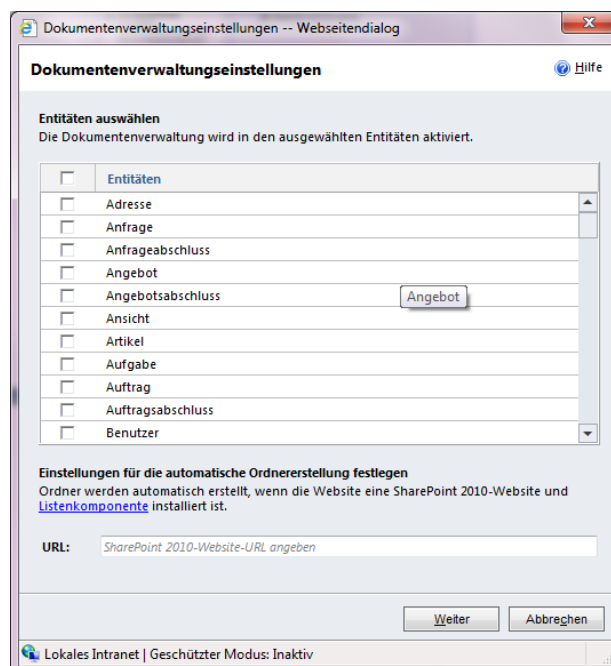 Dokumentenverwaltungseinstellungen -- Webseitendialog
Dokumentenverwaltungseinstellungen
Hilfe
Entitäten auswählen
Die Dokumentenverwaltung wird in den ausgewählten Entitäten aktiviert.
Entitäten
Adresse
Anfrage
Anfrageabschluss
Angebot
Angebotsabschluss
Angebot
Ansicht
Artikel
Aufgabe
Auftrag
Auftragsabschluss
Benutzer
Einstellungen für die automatische Ordnererstellung festlegen
Ordner werden automatisch erstellt, wenn die Website eine SharePoint 2010-Website und
Listenkomponente installiert ist.
URL: SharePoint 2010-Website-URL angeben
Weiter Abbrechen
Lokales Intranet | Geschützter Modus: Inaktiv